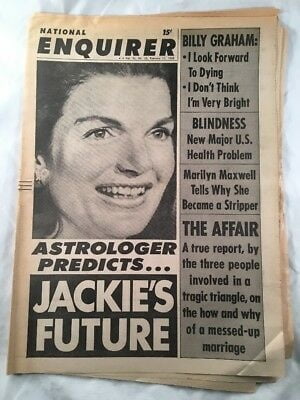 NATIONAL
ENQUIRER
15¢
BILLY GRAHAM:
• I Look Forward
To Dying
• I Don't Think
I'm Very Bright
BLINDNESS
New Major U.S.
Health Problem
Marilyn Maxwell
Tells Why She
Became a Stripper
THE AFFAIR
A true report, by
the three people
involved in a
tragic triangle, on
the how and why
of a messed-up
marriage
ASTROLOGER
PREDICTS...
JACKIE'S
FUTURE